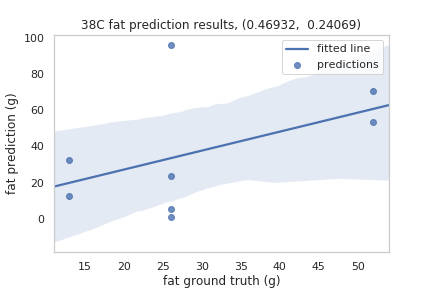 38C fat prediction results, (0.46932,  0.24069)
100
80
60
40
20
0
fat prediction (g)
fitted line
predictions
15 20 25 30 35 40 45 50
fat ground truth (g)